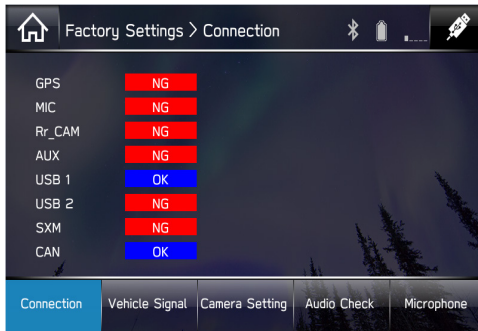 Factory Settings > Connection
GPS NG
MIC NG
Rr_CAM NG
AUX NG
USB 1 OK
USB 2 NG
SXM NG
CAN OK
Connection Vehicle Signal Camera Setting Audio Check Microphone